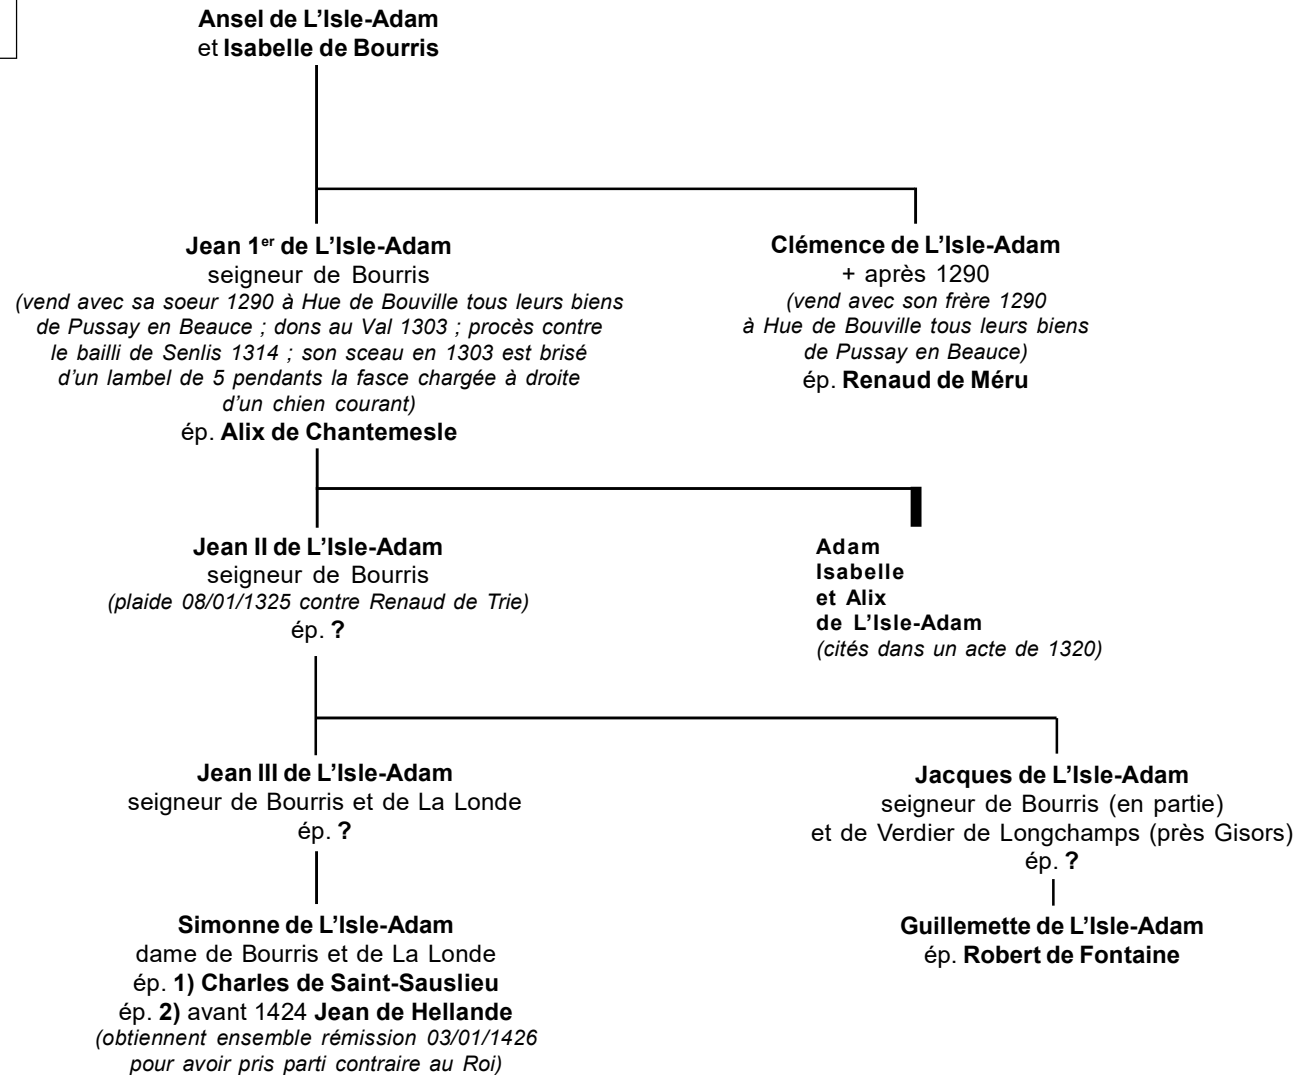 Ansel de L’Isle-Adam
et Isabelle de Bourris
Jean 1er de L’Isle-Adam
seigneur de Bourris
(vend avec sa soeur 1290 à Hue de Bouville tous leurs biens
de Pussay en Beauce ; dons au Val 1303 ; procès contre
le bailli de Senlis 1314 ; son sceau en 1303 est brisé
d’un lambel de 5 pendants la fasce chargée à droite
d’un chien courant)
ép. Alix de Chantemesle
Clémence de L’Isle-Adam
+ après 1290
(vend avec son frère 1290
à Hue de Bouville tous leurs biens
de Pussay en Beauce)
ép. Renaud de Méru
Jean II de L’Isle-Adam
seigneur de Bourris
(plaide 08/01/1325 contre Renaud de Trie)
ép. ?
Adam
Isabelle
et Alix
de L’Isle-Adam
(cités dans un acte de 1320)
Jean III de L’Isle-Adam
seigneur de Bourris et de La Londe
ép. ?
Jacques de L’Isle-Adam
seigneur de Bourris (en partie)
et de Verdier de Longchamps (près Gisors)
ép. ?
Simonne de L’Isle-Adam
dame de Bourris et de La Londe
ép. 1) Charles de Saint-Sauslieu
ép. 2) avant 1424 Jean de Hellande
(obtiennent ensemble rémission 03/01/1426
pour avoir pris parti contraire au Roi)
Guillemette de L’Isle-Adam
ép. Robert de Fontaine